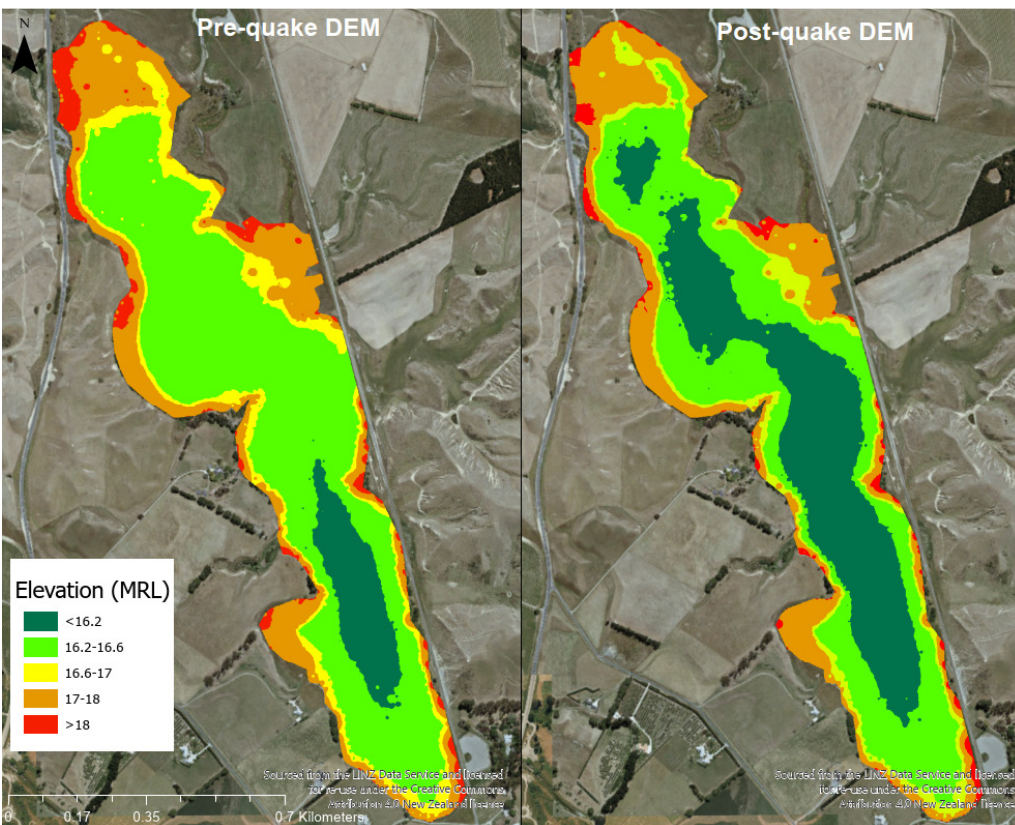 N
Pre-quake DEM
Post-quake DEM
Elevation (MRL)
<16.2
16.2-16.6
16.6-17
17-18
>18
Sourced from the LINZ Data Service and licensed
for re-use under the Creative Commons
Attribution 4.0 New Zealand licence
0 0.17 0.35 0.7 Kilometers
Sourced from the LINZ Data Service and licensed
for re-use under the Creative Commons
Attribution 4.0 New Zealand licence